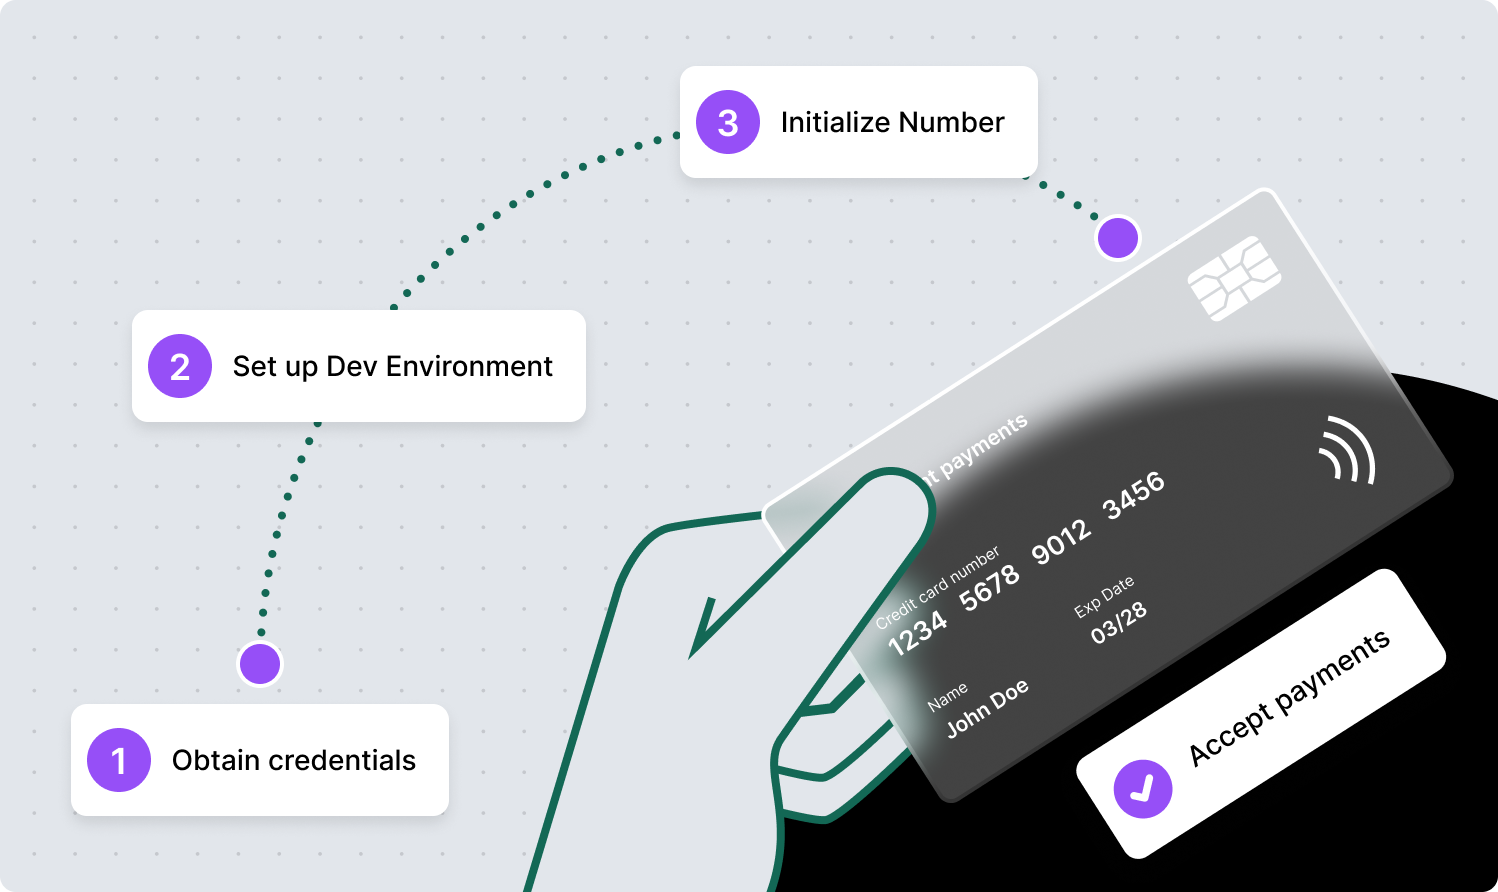 3
Initialize Number
2
Set up Dev Environment
1
Obtain credentials
payments
Credit card number
1234 5678 9012 3456
Exp Date
03/28
Name
John Doe
Accept payments